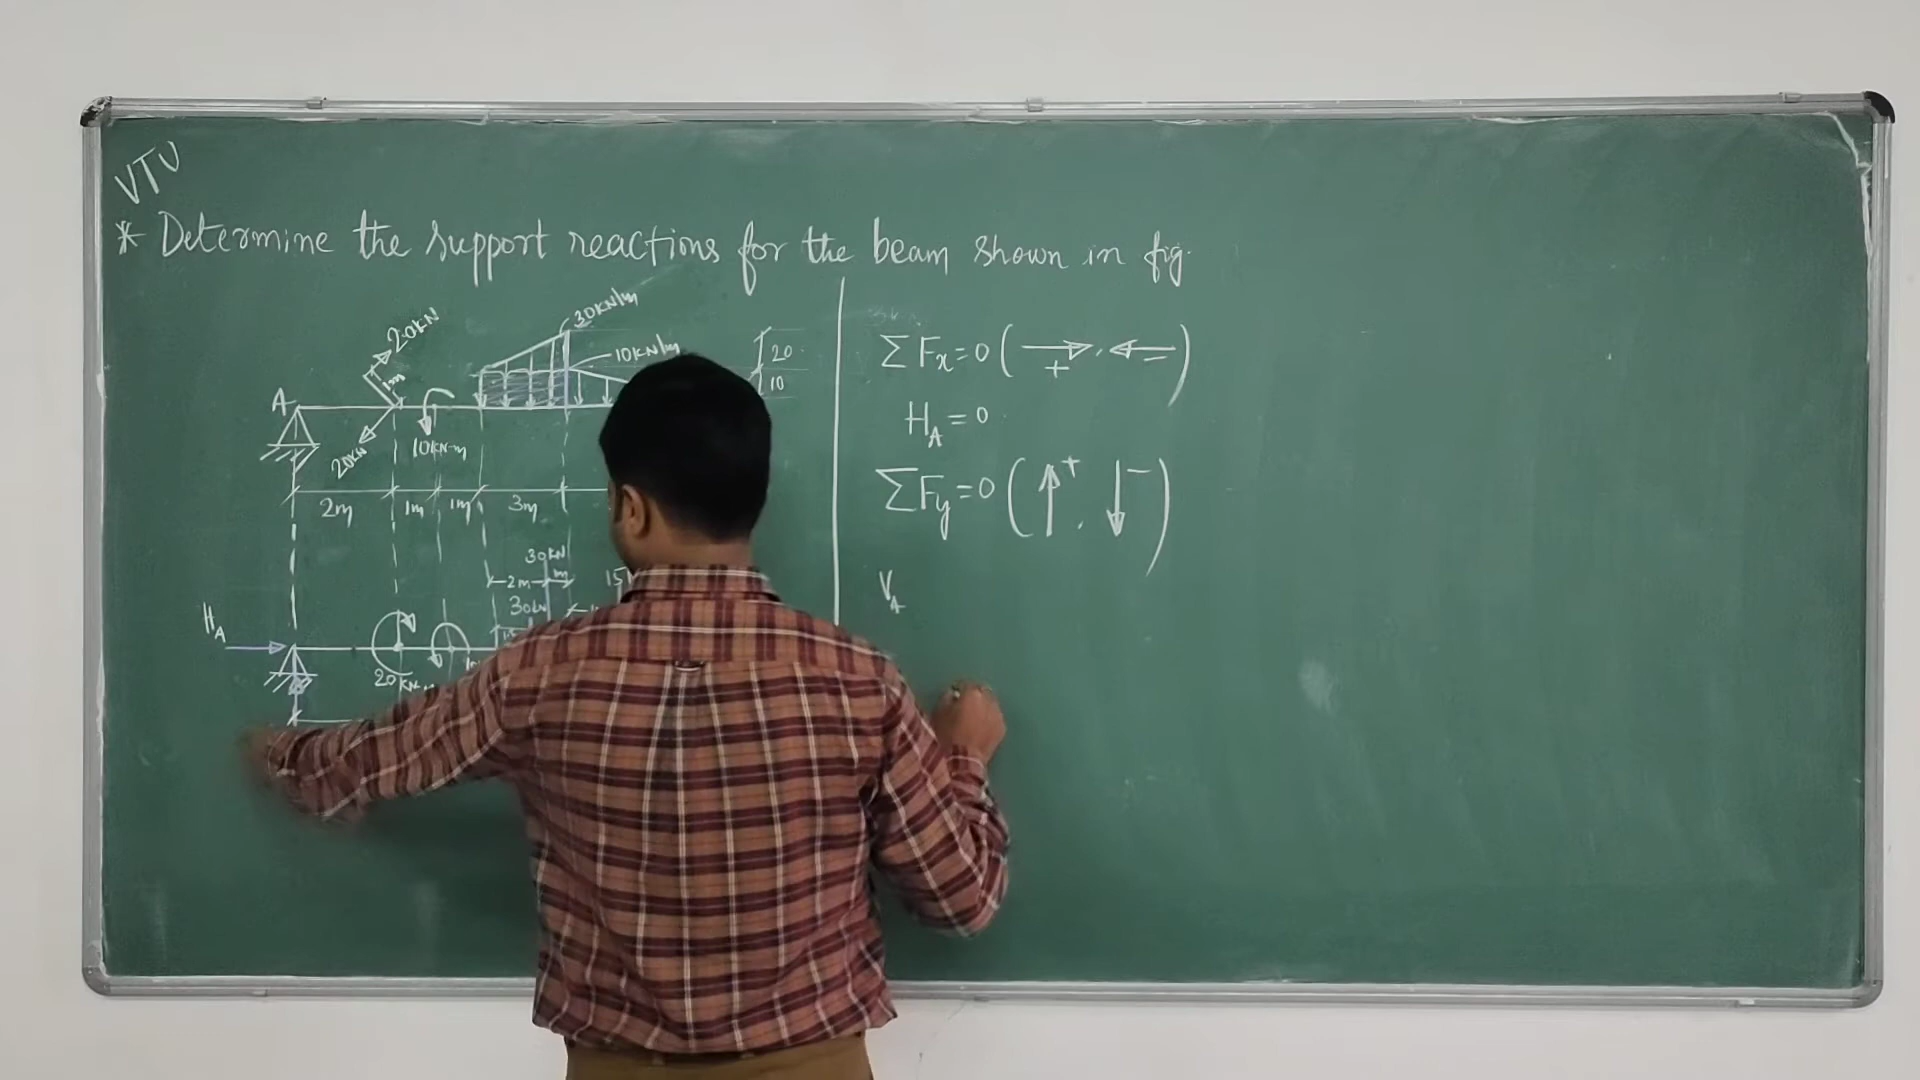 VTU
* Determine the support reactions for the beam shown in fig.
20KN
1m
30KN/m
10KN/m
20
10
A
20KN
10KN-m
2m 1m 1m 3m
30KN
2m m
30KN
H_A
20KN
ΣFx=0 ( → + , ← - )
H_A = 0
ΣFy=0 ( ↑ + , ↓ - )
V_A